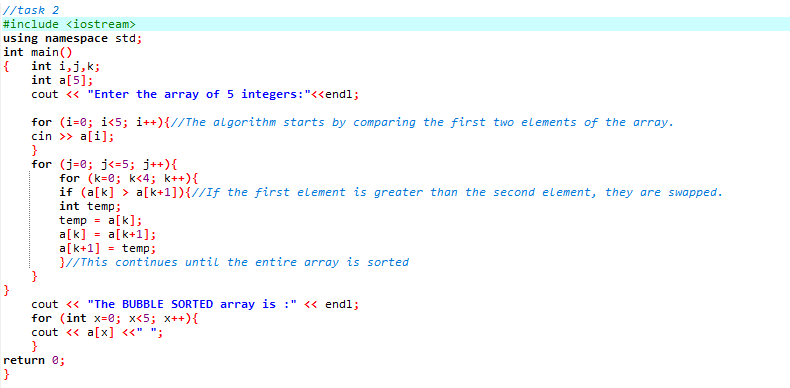 //task 2
#include <iostream>
using namespace std;
int main()
{   int i,j,k;
    int a[5];
    cout << "Enter the array of 5 integers:"<<endl;

    for (i=0; i<5; i++){//The algorithm starts by comparing the first two elements of the array.
    cin >> a[i];
    }
    for (j=0; j<=5; j++){
        for (k=0; k<4; k++){
        if (a[k] > a[k+1]){//If the first element is greater than the second element, they are swapped.
        int temp;
        temp = a[k];
        a[k] = a[k+1];
        a[k+1] = temp;
        }//This continues until the entire array is sorted
    }
}
    cout << "The BUBBLE SORTED array is :" << endl;
    for (int x=0; x<5; x++){
    cout << a[x] <<" ";
    }
return 0;
}